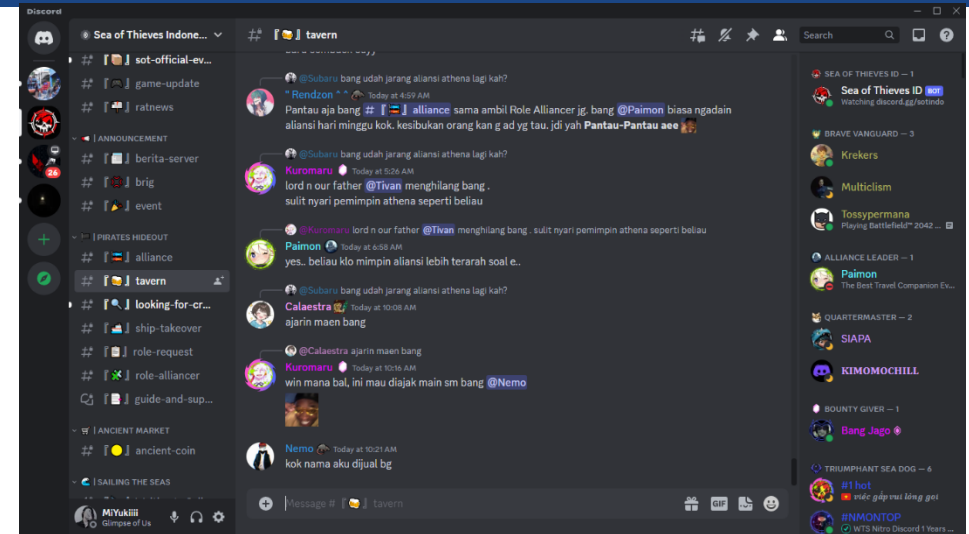 Discord
Sea of Thieves Indone...
sot-official-ev...
game-update
ratnews
| ANNOUNCEMENT
berita-server
brig
event
| PIRATES HIDEOUT
alliance
tavern
looking-for-cr...
ship-takeover
role-request
role-alliancer
guide-and-sup...
| ANCIENT MARKET
ancient-coin
| SAILING THE SEAS
26
MiYukiiii
Glimpse of Us
tavern
Search
@Subaru bang udah jarang aliansi athena lagi kah?
" Rendzon ^ ^ Today at 4:59 AM
Pantau aja bang # alliance sama ambil Role Alliancer jg. bang @Paimon biasa ngadain
aliansi hari minggu kok. kesibukan orang kan g ad yg tau. jdi yah Pantau-Pantau aee
@Subaru bang udah jarang aliansi athena lagi kah?
Kuromaru Today at 5:26 AM
lord n our father @Tivan menghilang bang .
sulit nyari pemimpin athena seperti beliau
@Kuromaru lord n our father @Tivan menghilang bang . sulit nyari pemimpin athena seperti beliau
Paimon Today at 6:58 AM
yes.. beliau klo mimpin aliansi lebih terarah soal e..
@Subaru bang udah jarang aliansi athena lagi kah?
Calaestra Today at 10:08 AM
ajarin maen bang
@Calaestra ajarin maen bang
Kuromaru Today at 10:16 AM
win mana bal, ini mau diajak main sm bang @Nemo
Nemo Today at 10:21 AM
kok nama aku dijual bg
Message # tavern
GIF
SEA OF THIEVES ID — 1
Sea of Thieves ID BOT
Watching discord.gg/sotindo
BRAVE VANGUARD — 3
Krekers
Multiclism
Tossypermana
Playing Battlefield™ 2042 ...
ALLIANCE LEADER — 1
Paimon
The Best Travel Companion Ev...
QUARTERMASTER — 2
SIAPA
KIMOMOCHILL
BOUNTY GIVER — 1
Bang Jago
TRIUMPHANT SEA DOG — 6
#1 hot
việc gấp vui lòng gọi
#NMONTOP
WTS Nitro Discord 1 Years ...